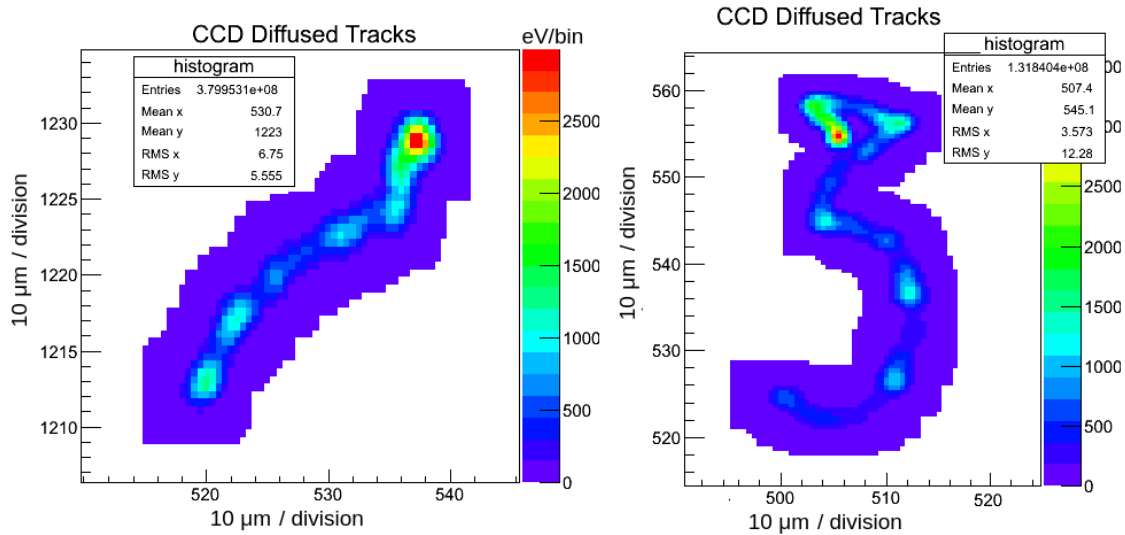 CCD Diffused Tracks
eV/bin
histogram
Entries 3.799531e+08
Mean x 530.7
Mean y 1223
RMS x 6.75
RMS y 5.555
1230
1225
1220
1215
1210
10 µm / division
520
530
540
10 µm / division
2500
2000
1500
1000
500
0
CCD Diffused Tracks
histogram
Entries 1.318404e+08
Mean x 507.4
Mean y 545.1
RMS x 3.573
RMS y 12.28
560
550
540
530
520
10 µm / division
500
510
520
10 µm / division
2500
2000
1500
1000
500
0